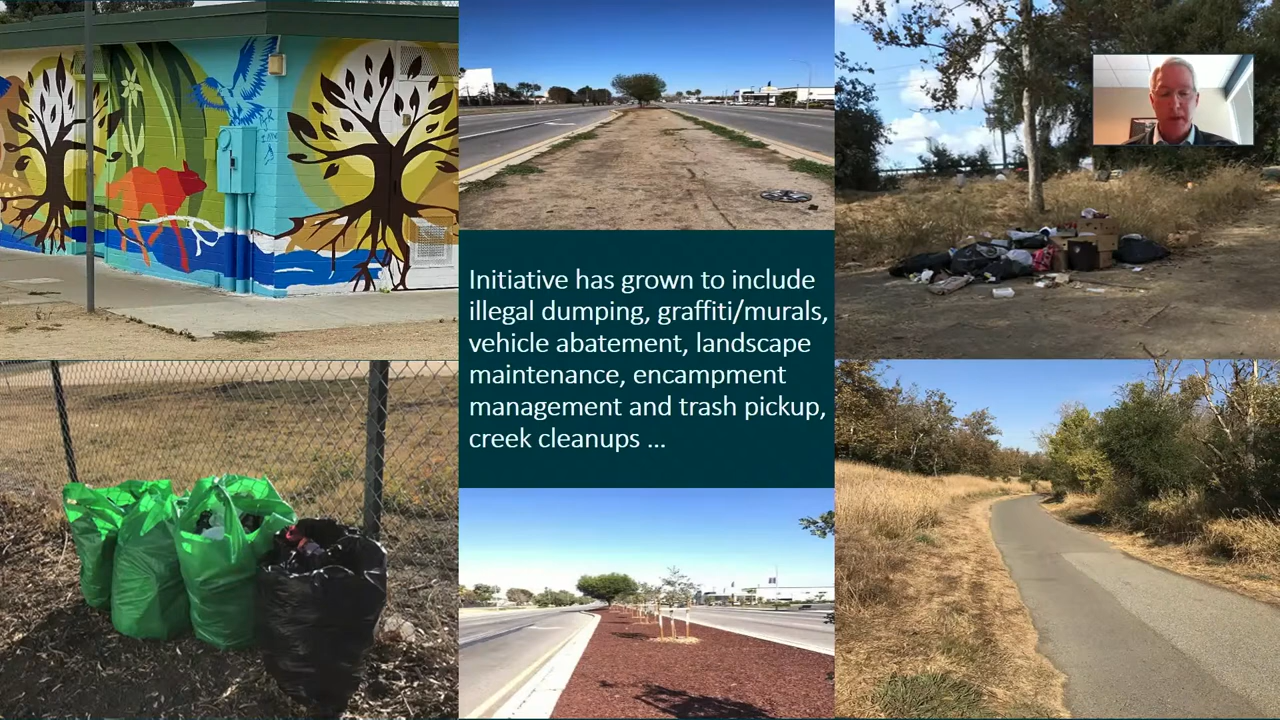 Initiative has grown to include
illegal dumping, graffiti/murals,
vehicle abatement, landscape
maintenance, encampment
management and trash pickup,
creek cleanups ...